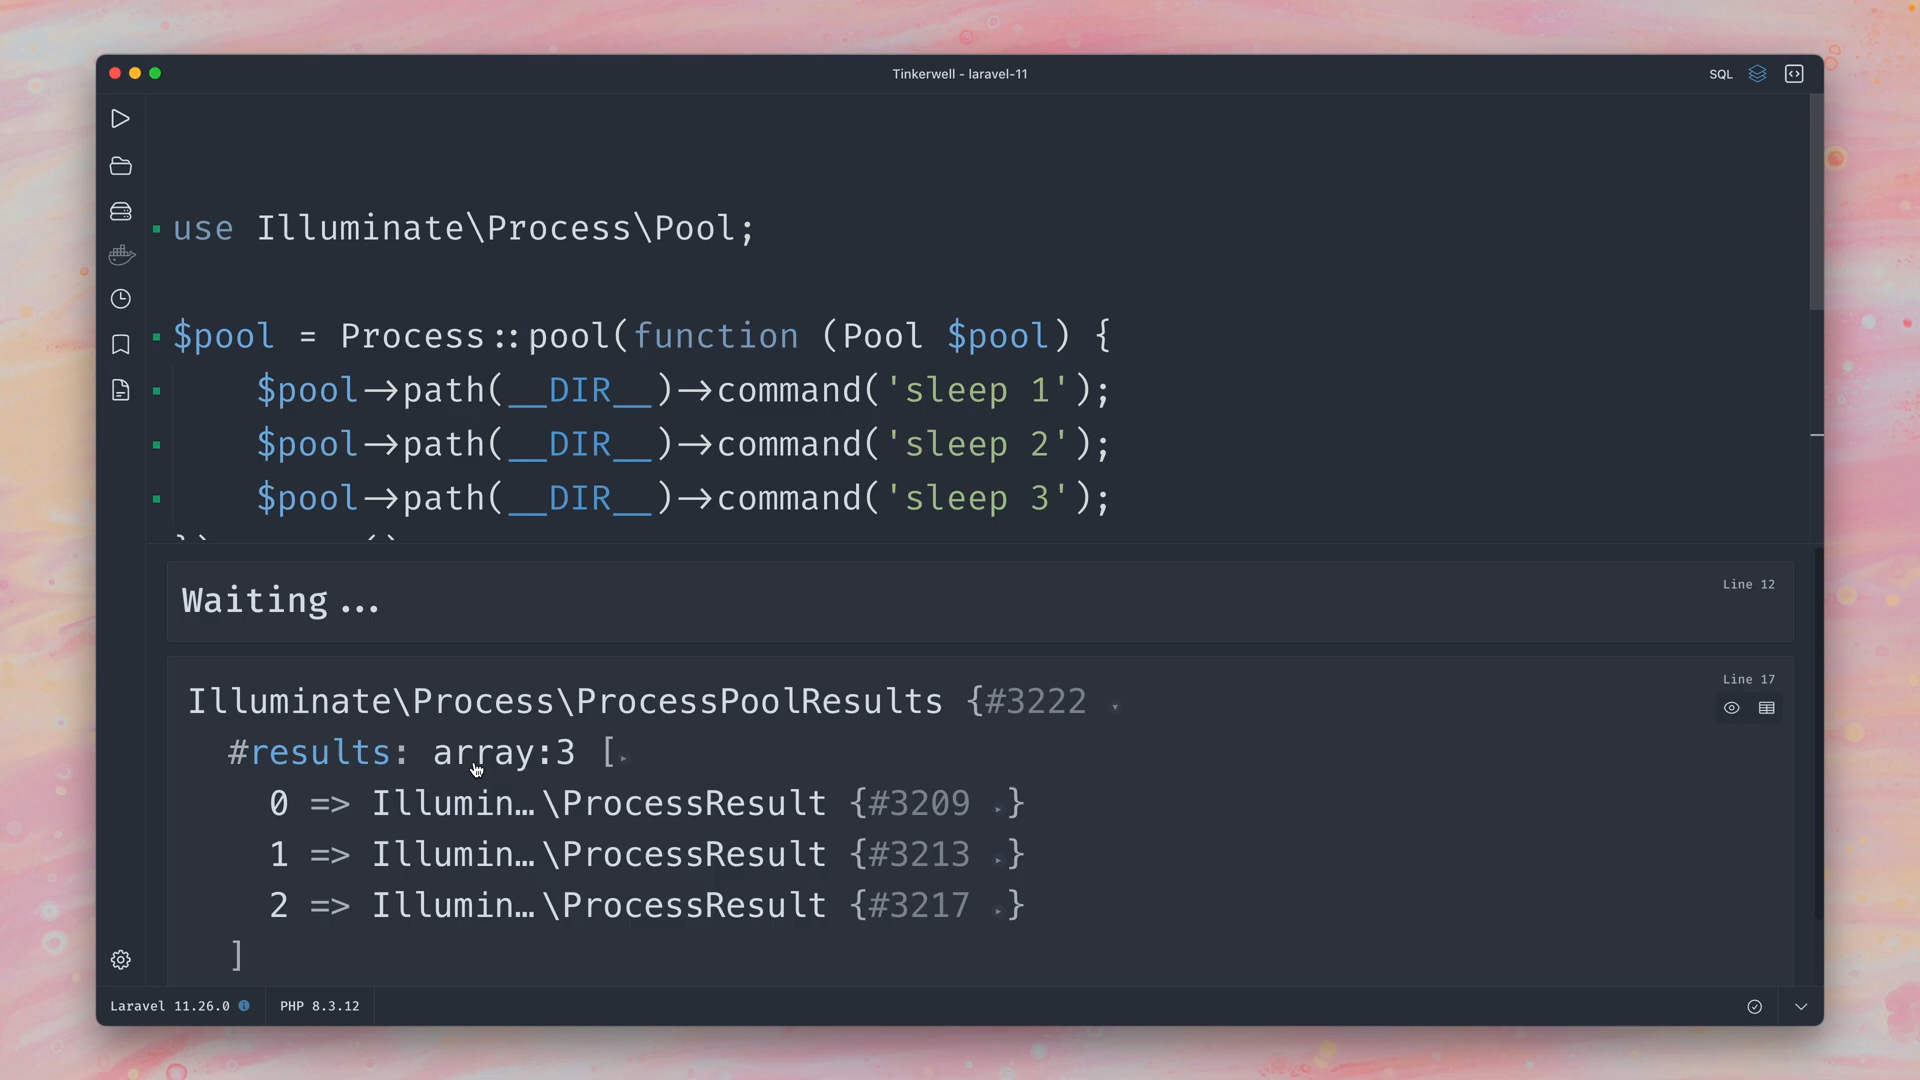 Tinkerwell - laravel-11
SQL
use Illuminate\Process\Pool;
$pool = Process::pool(function (Pool $pool) {
$pool->path(__DIR__)->command('sleep 1');
$pool->path(__DIR__)->command('sleep 2');
$pool->path(__DIR__)->command('sleep 3');
Waiting...
Line 12
Illuminate\Process\ProcessPoolResults {#3222
Line 17
#results: array:3 [
0 => Illumin…\ProcessResult {#3209 }
1 => Illumin…\ProcessResult {#3213 }
2 => Illumin…\ProcessResult {#3217 }
]
Laravel 11.26.0
PHP 8.3.12